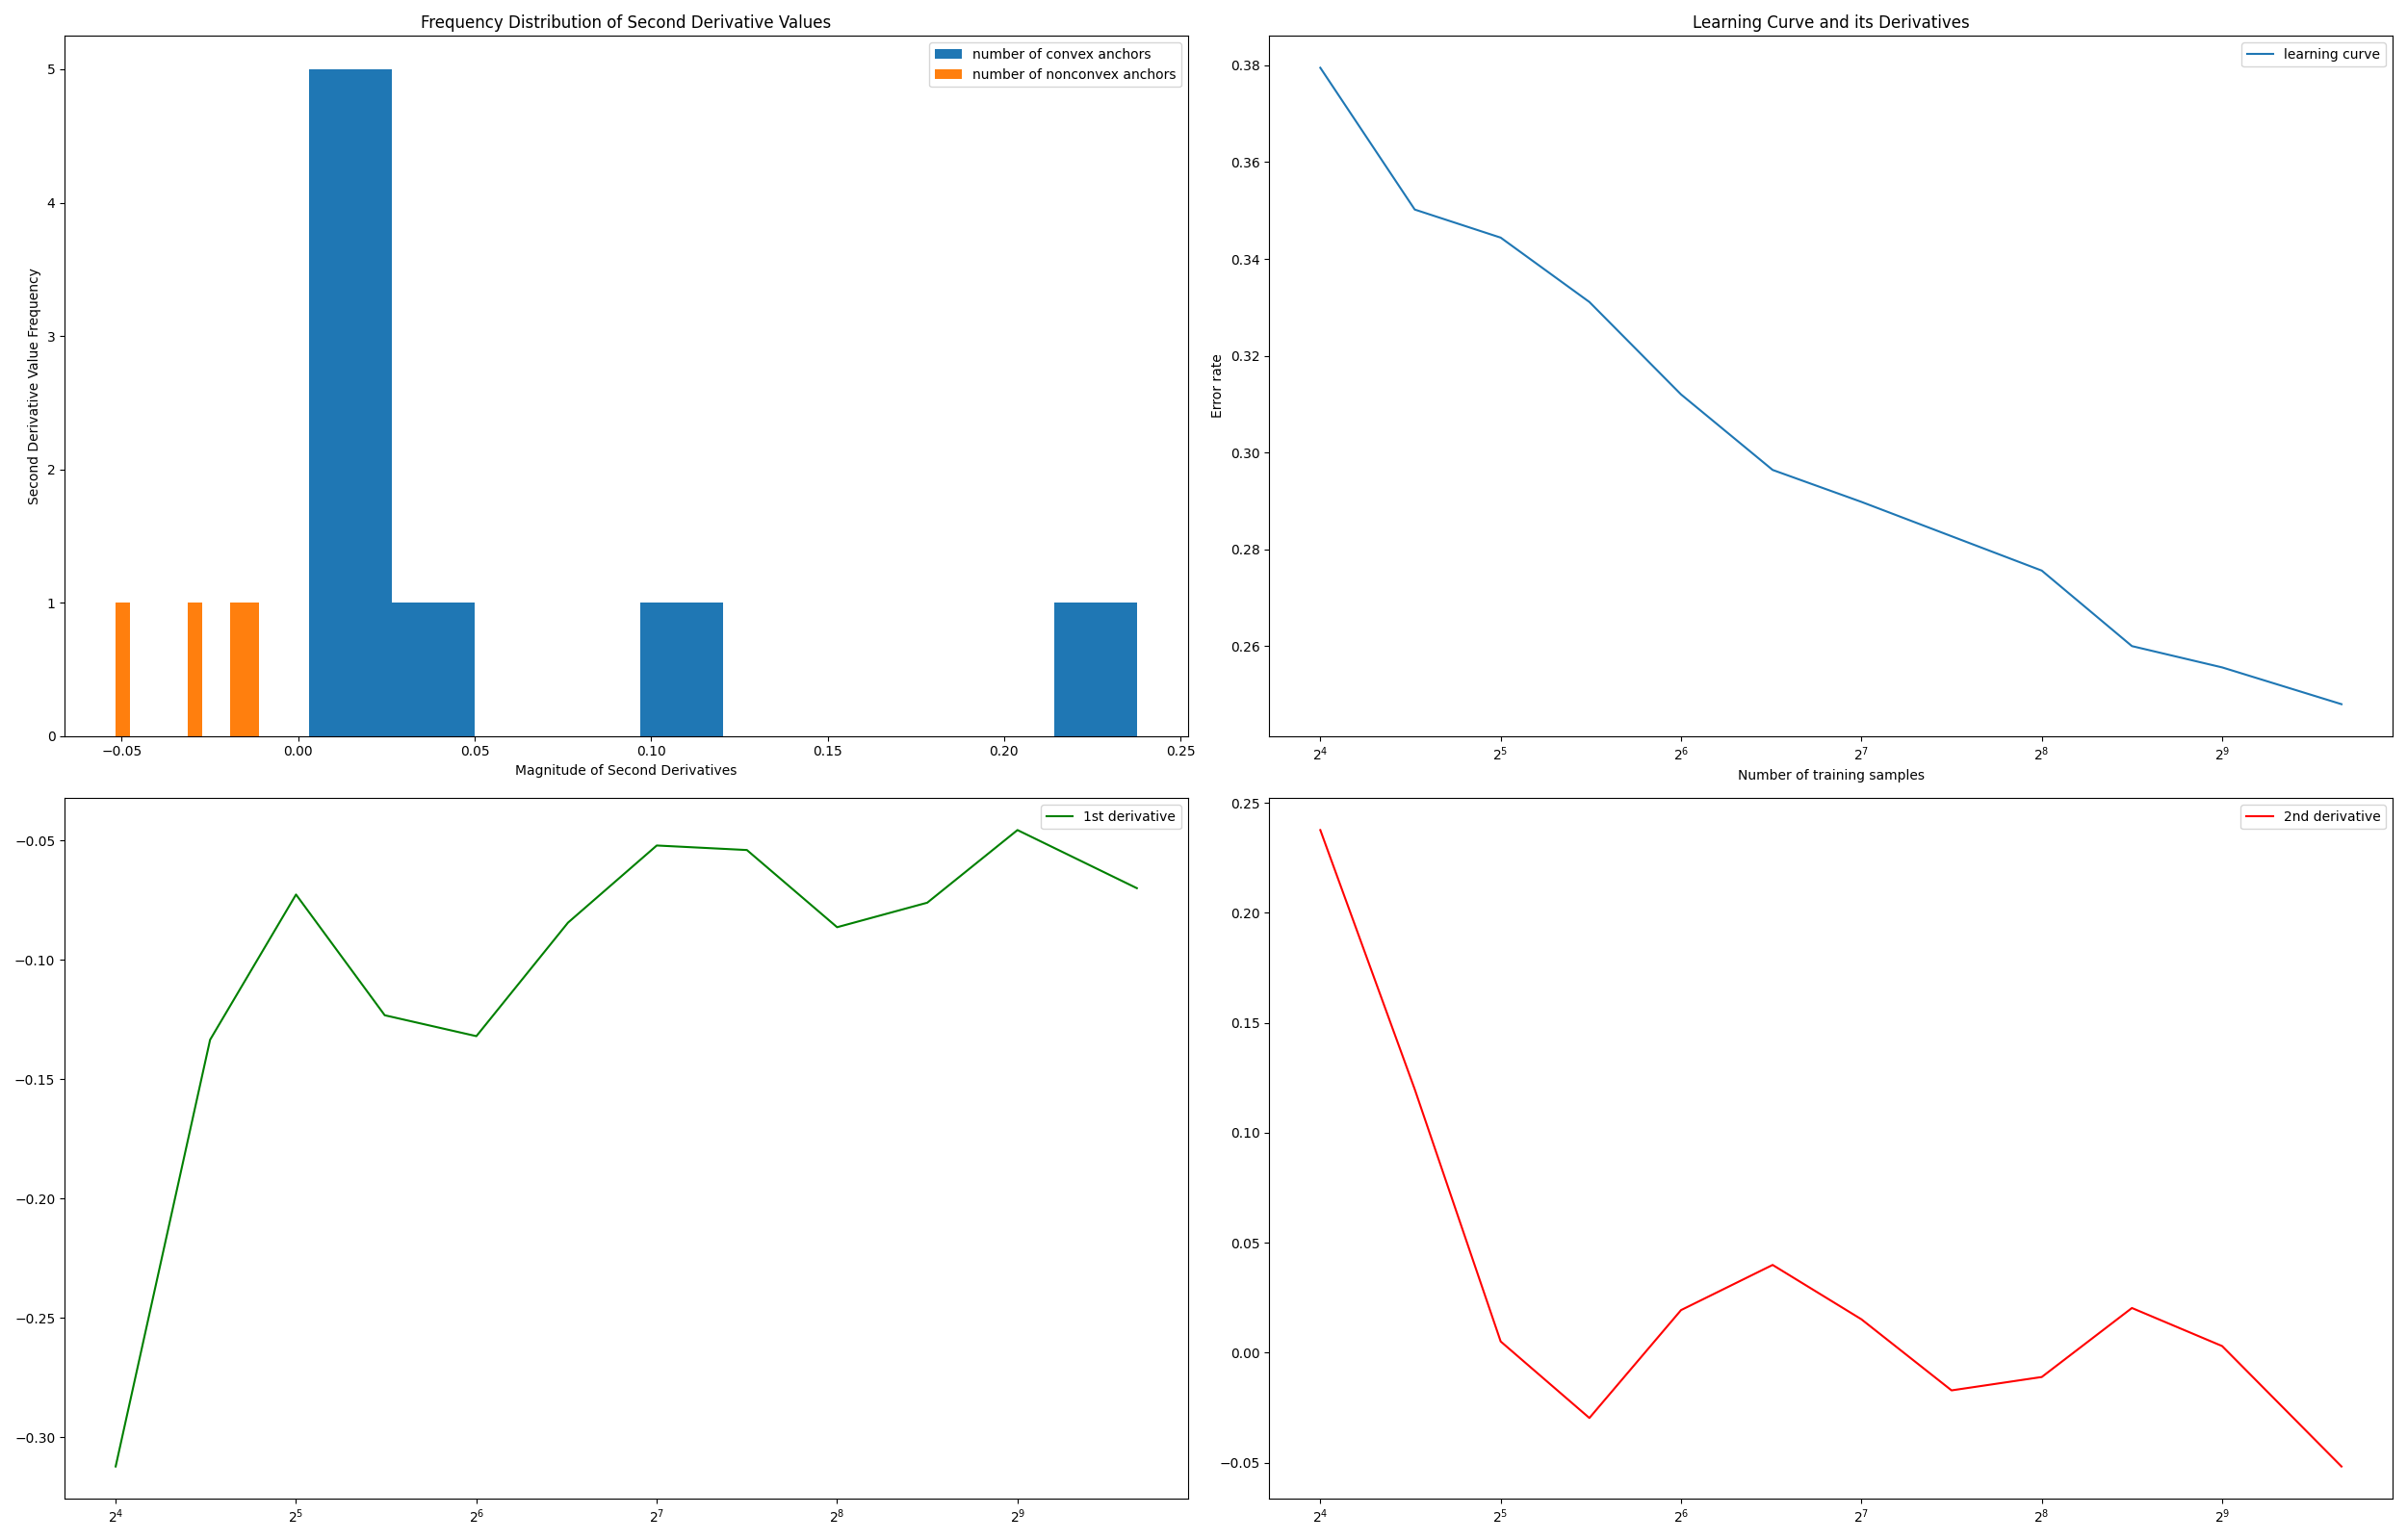 Frequency Distribution of Second Derivative Values
number of convex anchors
number of nonconvex anchors
5
4
3
2
1
0
Second Derivative Value Frequency
−0.05 0.00 0.05 0.10 0.15 0.20 0.25
Magnitude of Second Derivatives
Learning Curve and its Derivatives
learning curve
0.38
0.36
0.34
0.32
0.30
0.28
0.26
Error rate
2⁴ 2⁵ 2⁶ 2⁷ 2⁸ 2⁹
Number of training samples
1st derivative
−0.05
−0.10
−0.15
−0.20
−0.25
−0.30
2⁴ 2⁵ 2⁶ 2⁷ 2⁸ 2⁹
2nd derivative
0.25
0.20
0.15
0.10
0.05
0.00
−0.05
2⁴ 2⁵ 2⁶ 2⁷ 2⁸ 2⁹